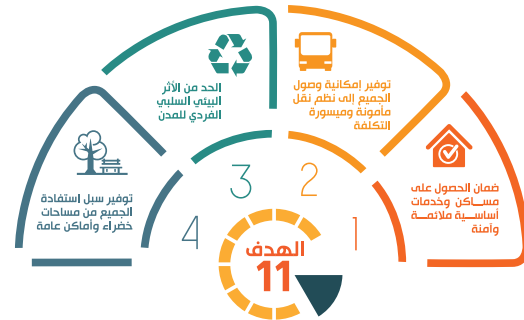 ضمان الحصول على
مساكن وخدمات
أساسية ملائمة
وآمنة
1
توفير إمكانية وصول
الجميع إلى نظم نقل
مأمونة وميسورة
التكلفة
2
الحد من الأثر
البيئي السلبي
الفردي للمدن
3
توفير سبل استفادة
الجميع من مساحات
خضراء وأماكن عامة
4
الهدف
11